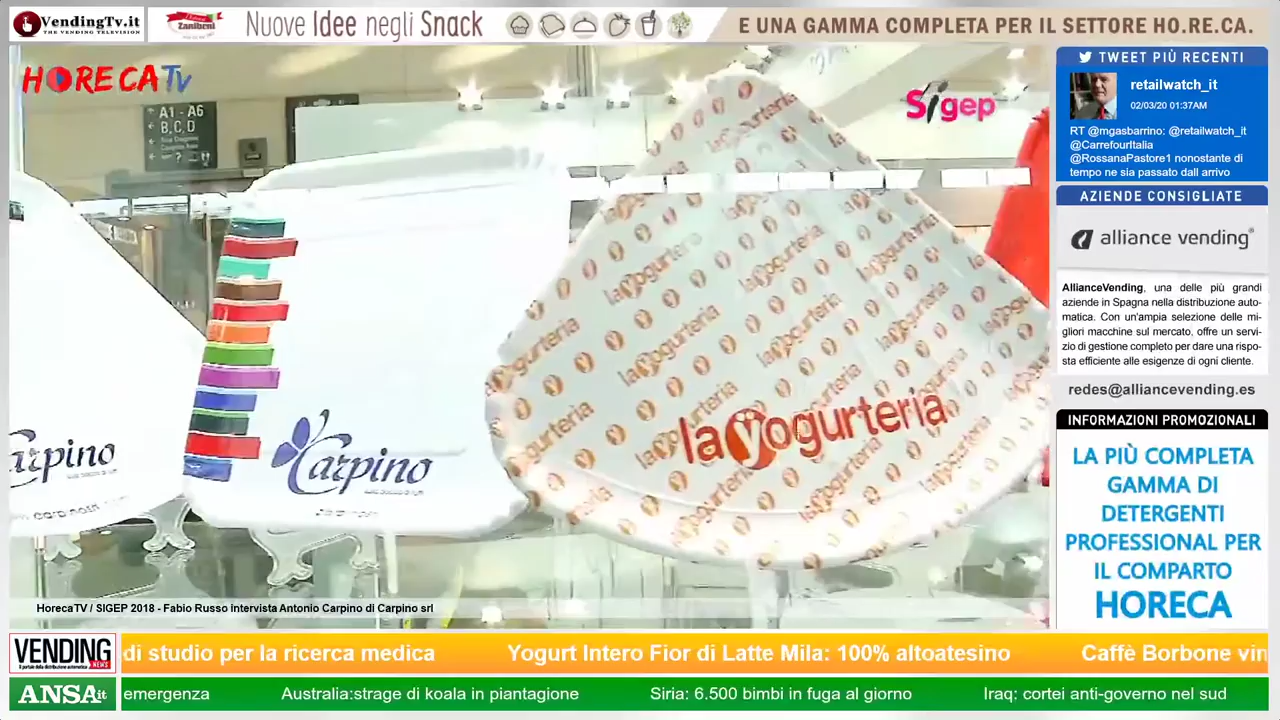 VendingTv.it
THE VENDING TELEVISION
Zaniboni
Nuove Idee negli Snack
E UNA GAMMA COMPLETA PER IL SETTORE HO.RE.CA.
HORECATV
A1 - A6
B,C,D
Sigep
layogurteria
Carpino
Carpino
TWEET PIÙ RECENTI
retailwatch_it
02/03/20 01:37AM
RT @mgasbarrino: @retailwatch_it
@CarrefourItalia
@RossanaPastore1 nonostante di
tempo ne sia passato dall arrivo
AZIENDE CONSIGLIATE
alliance vending
AllianceVending, una delle più grandi
aziende in Spagna nella distribuzione auto-
matica. Con un'ampia selezione delle mi-
gliori macchine sul mercato, offre un servi-
zio di gestione completo per dare una rispo-
sta efficiente alle esigenze di ogni cliente.
redes@alliancevending.es
INFORMAZIONI PROMOZIONALI
LA PIÙ COMPLETA
GAMMA DI
DETERGENTI
PROFESSIONAL PER
IL COMPARTO
HORECA
HorecaTV / SIGEP 2018 - Fabio Russo intervista Antonio Carpino di Carpino srl
VENDING NEWS
Il portale della distribuzione automatica
di studio per la ricerca medica Yogurt Intero Fior di Latte Mila: 100% altoatesino Caffè Borbone vin
ANSA.it
emergenza Australia:strage di koala in piantagione Siria: 6.500 bimbi in fuga al giorno Iraq: cortei anti-governo nel sud